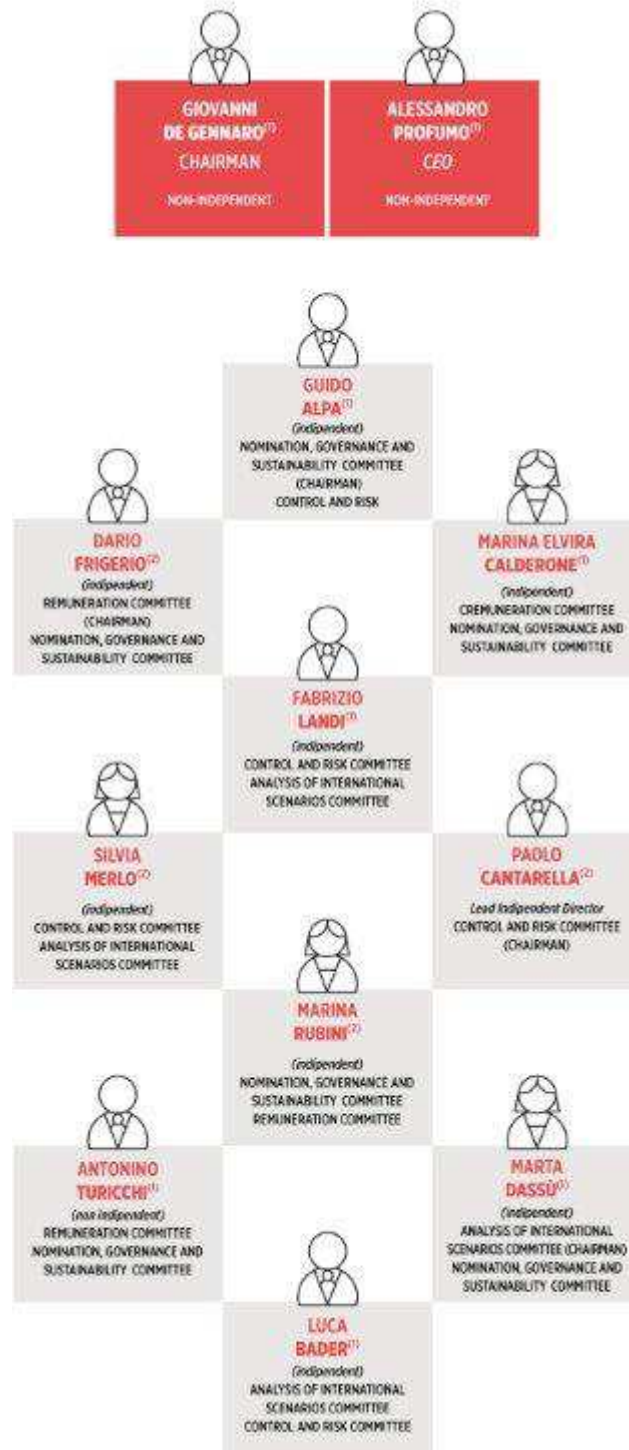 GIOVANNI
DE GENNARO(1)
CHAIRMAN
NON-INDEPENDENT
ALESSANDRO
PROFUMO(1)
CEO
NON-INDEPENDENT
GUIDO
ALPA(1)
(indipendent)
NOMINATION, GOVERNANCE AND
SUSTAINABILITY COMMITTEE
(CHAIRMAN)
CONTROL AND RISK
DARIO
FRIGERIO(2)
(indipendent)
REMUNERATION COMMITTEE
(CHAIRMAN)
NOMINATION, GOVERNANCE AND
SUSTAINABILITY COMMITTEE
MARINA ELVIRA
CALDERONE(1)
(indipendent)
CREMUNERATION COMMITTEE
NOMINATION, GOVERNANCE AND
SUSTAINABILITY COMMITTEE
FABRIZIO
LANDI
(indipendent)
CONTROL AND RISK COMMITTEE
ANALYSIS OF INTERNATIONAL
SCENARIOS COMMITTEE
SILVIA
MERLO(2)
(indipendent)
CONTROL AND RISK COMMITTEE
ANALYSIS OF INTERNATIONAL
SCENARIOS COMMITTEE
PAOLO
CANTARELLA(2)
Lead Indipendent Director
CONTROL AND RISK COMMITTEE
(CHAIRMAN)
MARINA
RUBINI(2)
(indipendent)
NOMINATION, GOVERNANCE AND
SUSTAINABILITY COMMITTEE
REMUNERATION COMMITTEE
ANTONINO
TURICCHI(1)
(non indipendent)
REMUNERATION COMMITTEE
NOMINATION, GOVERNANCE AND
SUSTAINABILITY COMMITTEE
MARTA
DASSÙ
(indipendent)
ANALYSIS OF INTERNATIONAL
SCENARIOS COMMITTEE (CHAIRMAN)
NOMINATION, GOVERNANCE AND
SUSTAINABILITY COMMITTEE
LUCA
BADER(1)
(indipendent)
ANALYSIS OF INTERNATIONAL
SCENARIOS COMMITTEE
CONTROL AND RISK COMMITTEE